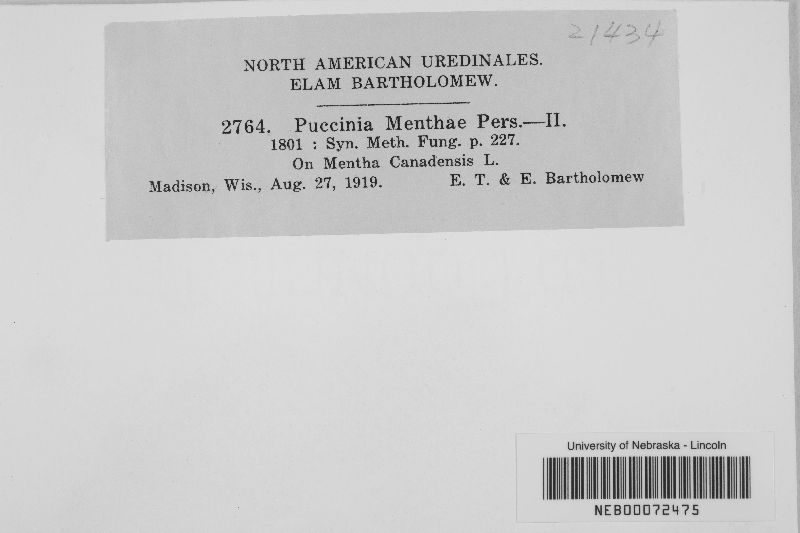 21434
NORTH AMERICAN UREDINALES.
ELAM BARTHOLOMEW.
2764. Puccinia Menthae Pers.—II.
1801 : Syn. Meth. Fung. p. 227.
On Mentha Canadensis L.
Madison, Wis., Aug. 27, 1919. E. T. & E. Bartholomew
University of Nebraska - Lincoln
NEB00072475